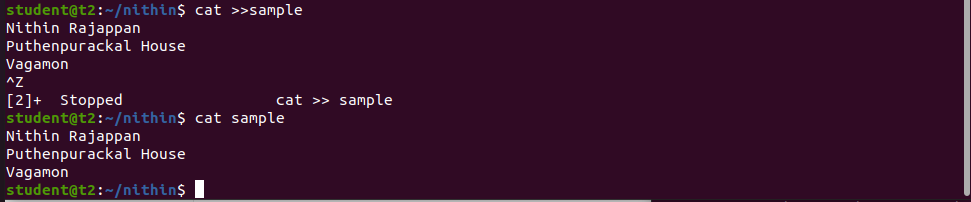 student@t2:~/nithin$ cat >>sample
Nithin Rajappan
Puthenpurackal House
Vagamon
^Z
[2]+  Stopped                 cat >> sample
student@t2:~/nithin$ cat sample
Nithin Rajappan
Puthenpurackal House
Vagamon
student@t2:~/nithin$